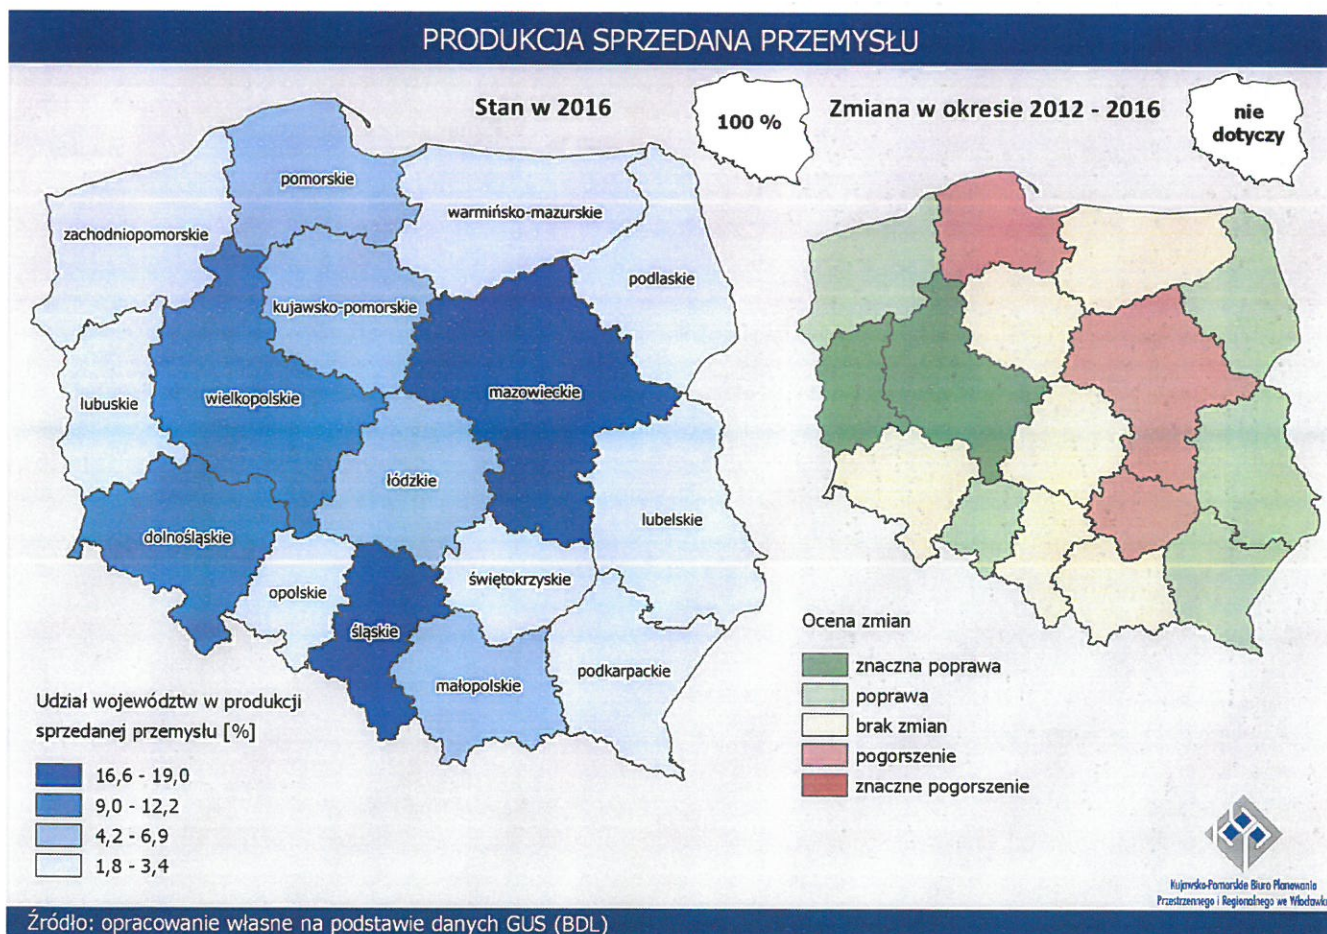 PRODUKCJA SPRZEDANA PRZEMYSŁU
Stan w 2016
100 %
Zmiana w okresie 2012 - 2016
nie
dotyczy
pomorskie
warmińsko-mazurskie
zachodniopomorskie
podlaskie
kujawsko-pomorskie
mazowieckie
wielkopolskie
lubuskie
łódzkie
lubelskie
dolnośląskie
świętokrzyskie
opolskie
śląskie
podkarpackie
małopolskie
Udział województw w produkcji
sprzedanej przemysłu [%]
16,6 - 19,0
9,0 - 12,2
4,2 - 6,9
1,8 - 3,4
Ocena zmian
znaczna poprawa
poprawa
brak zmian
pogorszenie
znaczne pogorszenie
Kujawsko-Pomorskie Biuro Planowania
Przestrzennego i Regionalnego we Włocławku
Źródło: opracowanie własne na podstawie danych GUS (BDL)